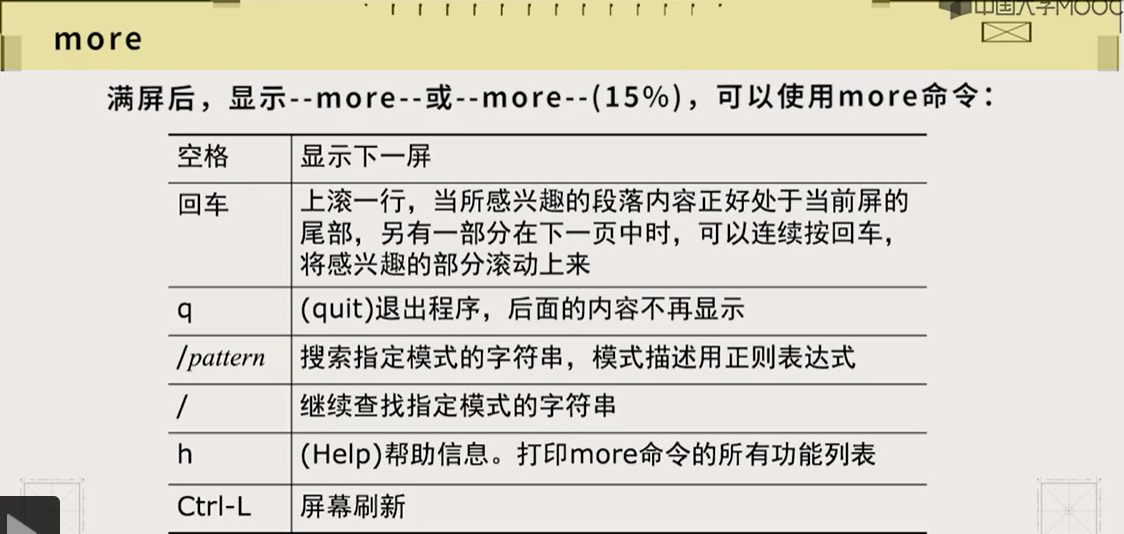 中国大学MOOC
more
满屏后，显示--more--或--more--(15%)，可以使用more命令：
空格 显示下一屏
回车 上滚一行，当所感兴趣的段落内容正好处于当前屏的
尾部，另有一部分在下一页中时，可以连续按回车，
将感兴趣的部分滚动上来
q (quit)退出程序，后面的内容不再显示
/pattern 搜索指定模式的字符串，模式描述用正则表达式
/ 继续查找指定模式的字符串
h (Help)帮助信息。打印more命令的所有功能列表
Ctrl-L 屏幕刷新